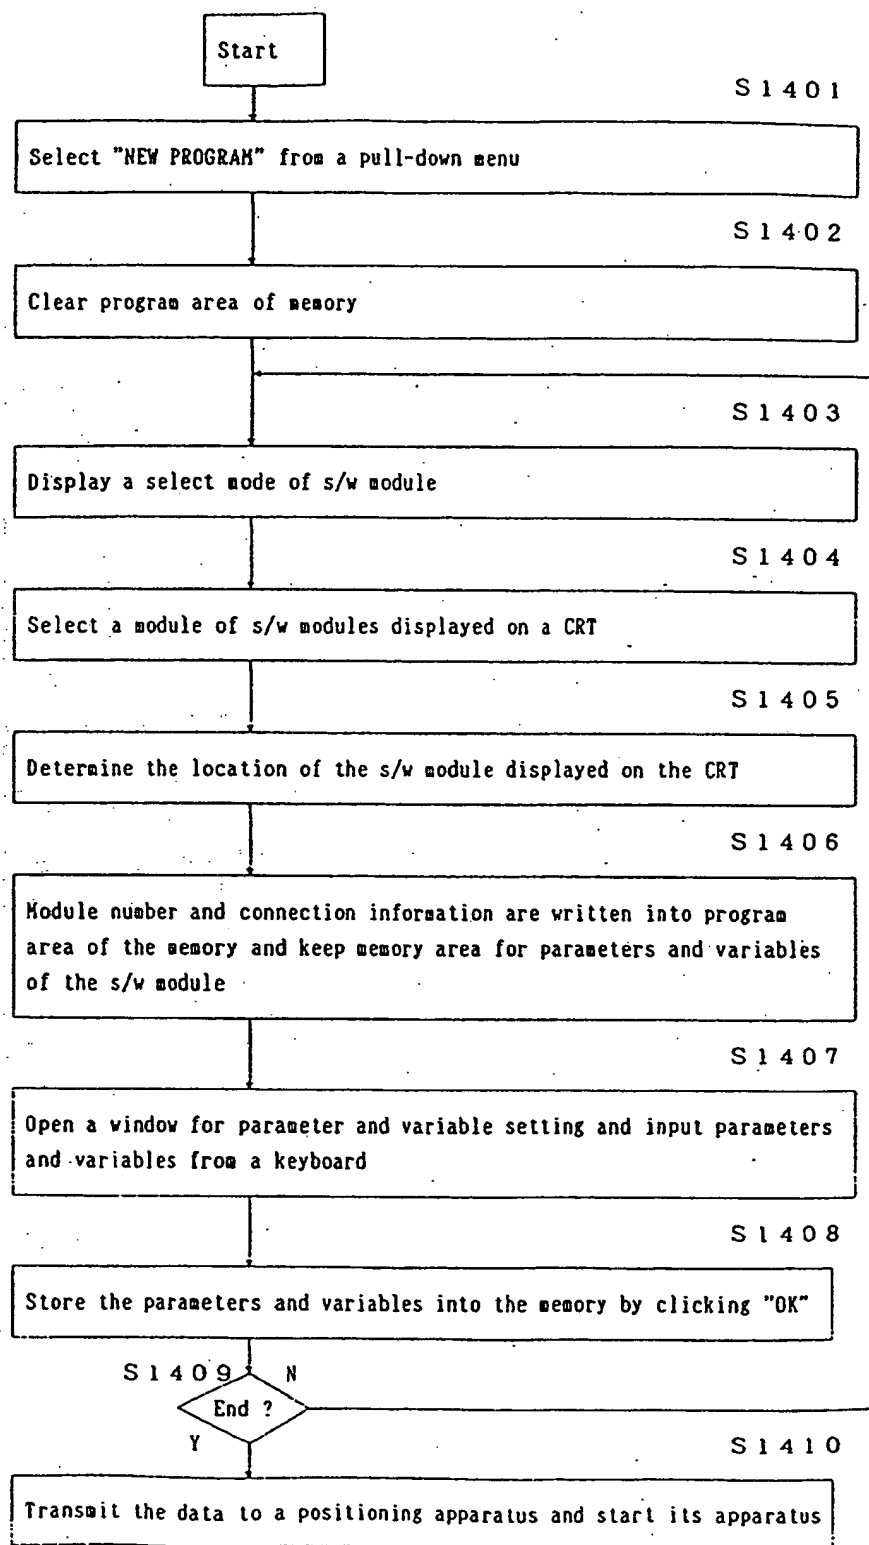 Start
S1401
Select "NEW PROGRAM" from a pull-down menu
S1402
Clear program area of memory
S1403
Display a select mode of s/w module
S1404
Select a module of s/w modules displayed on a CRT
S1405
Determine the location of the s/w module displayed on the CRT
S1406
Module number and connection information are written into program
area of the memory and keep memory area for parameters and variables
of the s/w module
S1407
Open a window for parameter and variable setting and input parameters
and variables from a keyboard
S1408
Store the parameters and variables into the memory by clicking "OK"
S1409 N
End ?
Y
S1410
Transmit the data to a positioning apparatus and start its apparatus